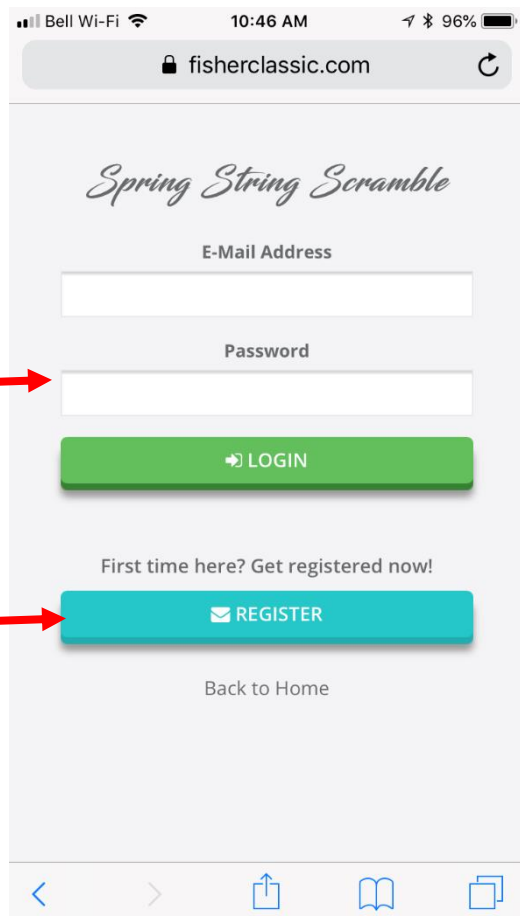 Bell Wi-Fi 10:46 AM 96%
fisherclassic.com
Spring String Scramble
E-Mail Address
Password
LOGIN
First time here? Get registered now!
REGISTER
Back to Home